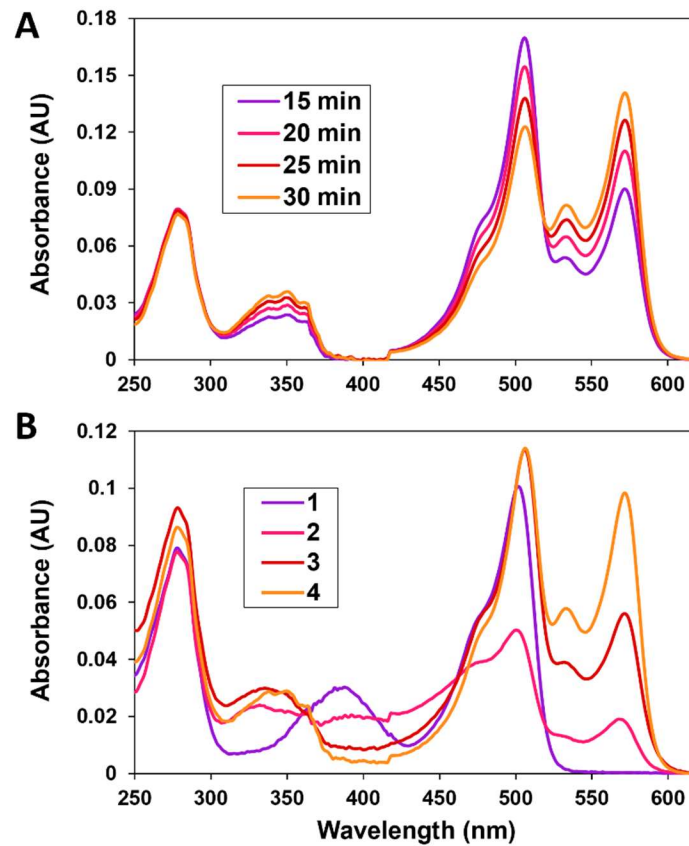 A
0.18
0.15
0.12
0.09
0.06
0.03
0
Absorbance (AU)
15 min
20 min
25 min
30 min
250 300 350 400 450 500 550 600
B
0.12
0.1
0.08
0.06
0.04
0.02
0
Absorbance (AU)
1
2
3
4
250 300 350 400 450 500 550 600
Wavelength (nm)